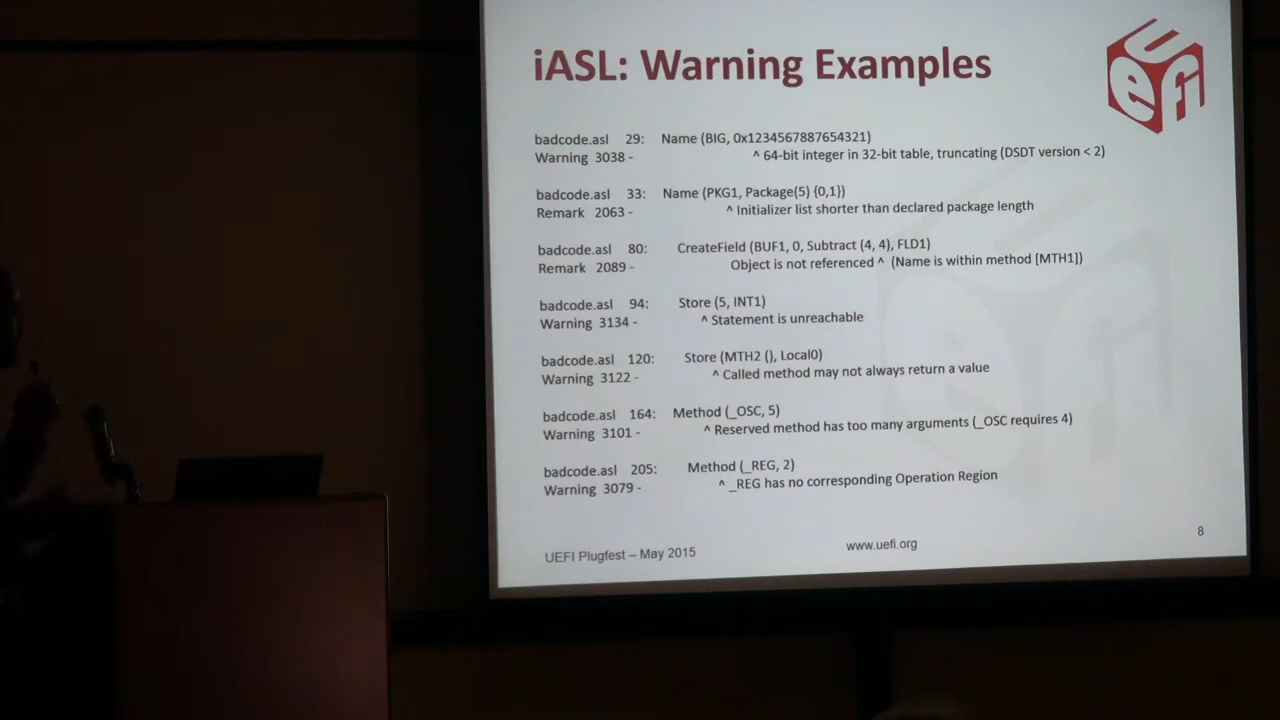 iASL: Warning Examples
uefi
badcode.asl 29: Name (BIG, 0x1234567887654321)
Warning 3038 - ^ 64-bit integer in 32-bit table, truncating (DSDT version < 2)
badcode.asl 33: Name (PKG1, Package(5) {0,1})
Remark 2063 - ^ Initializer list shorter than declared package length
badcode.asl 80: CreateField (BUF1, 0, Subtract (4, 4), FLD1)
Remark 2089 - Object is not referenced ^ (Name is within method [MTH1])
badcode.asl 94: Store (5, INT1)
Warning 3134 - ^ Statement is unreachable
badcode.asl 120: Store (MTH2 (), Local0)
Warning 3122 - ^ Called method may not always return a value
badcode.asl 164: Method (_OSC, 5)
Warning 3101 - ^ Reserved method has too many arguments (_OSC requires 4)
badcode.asl 205: Method (_REG, 2)
Warning 3079 - ^ _REG has no corresponding Operation Region
UEFI Plugfest – May 2015 www.uefi.org 8